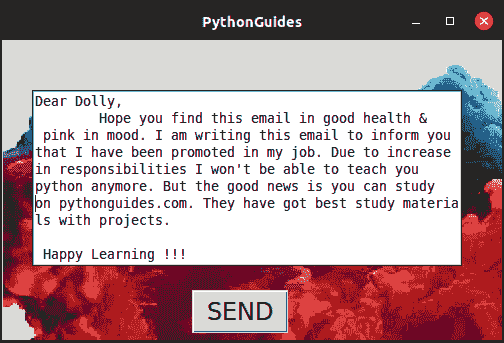 PythonGuides
Dear Dolly,
Hope you find this email in good health &
pink in mood. I am writing this email to inform you
that I have been promoted in my job. Due to increase
in responsibilities I won't be able to teach you
python anymore. But the good news is you can study
on pythonguides.com. They have got best study materia
ls with projects.
Happy Learning !!!
SEND